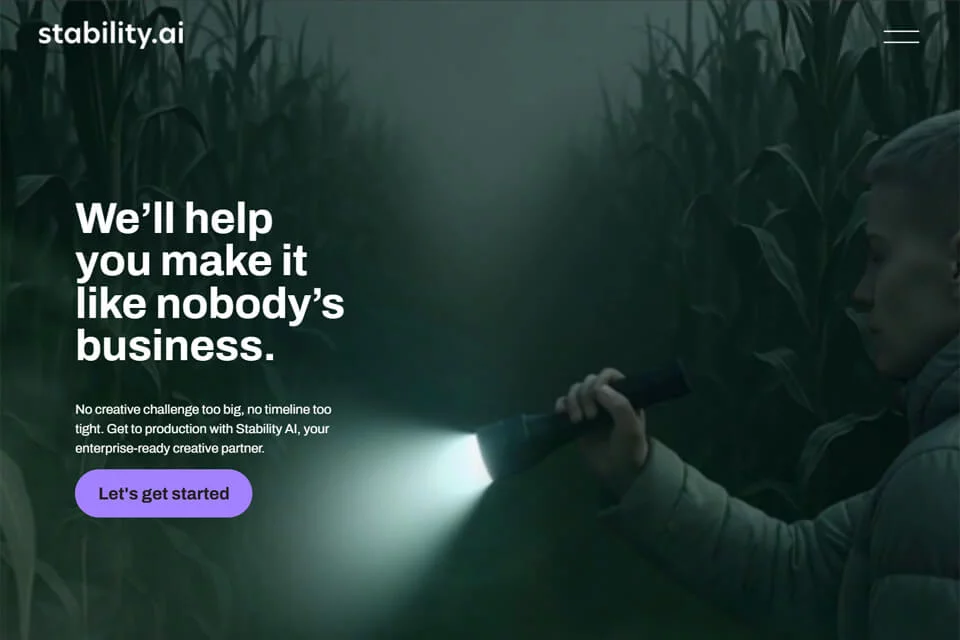 stability.ai
We’ll help
you make it
like nobody’s
business.
No creative challenge too big, no timeline too
tight. Get to production with Stability AI, your
enterprise-ready creative partner.
Let's get started